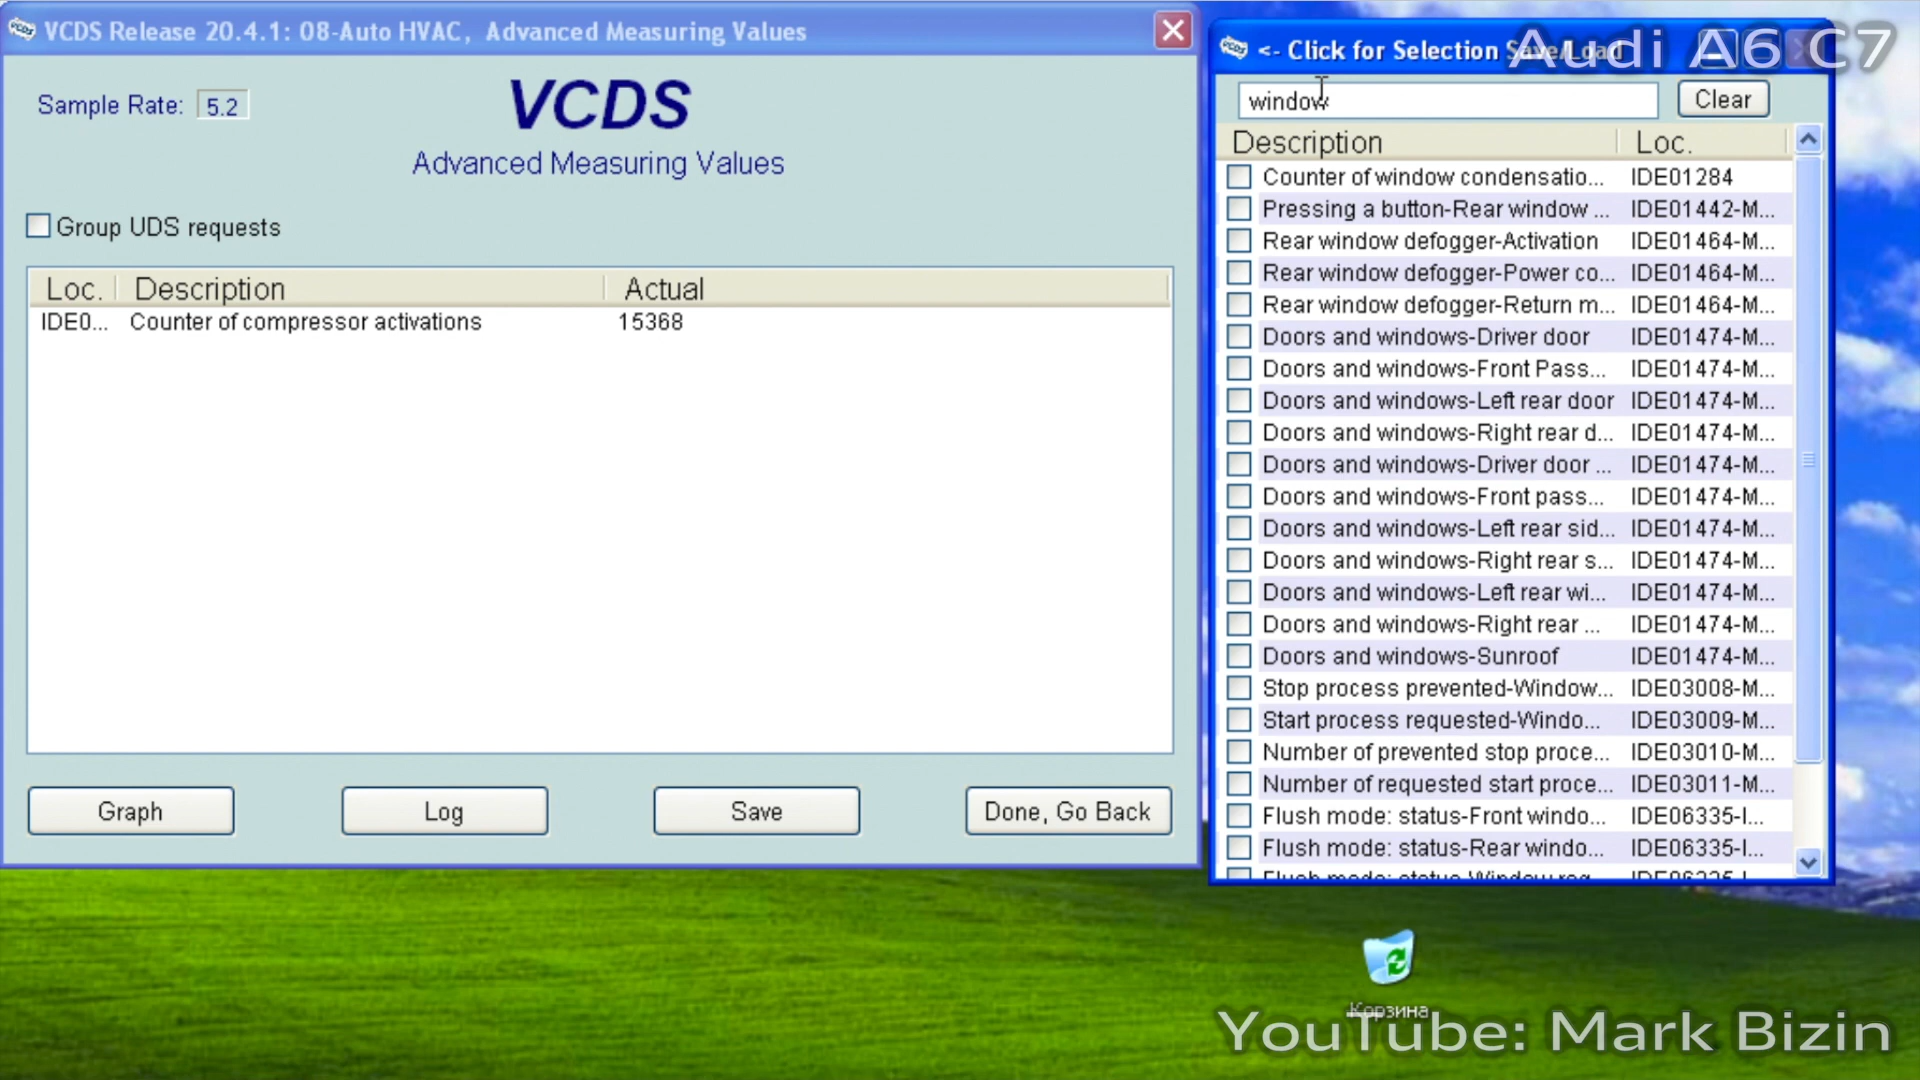 VCDS Release 20.4.1: 08-Auto HVAC, Advanced Measuring Values
Sample Rate: 5.2
VCDS
Advanced Measuring Values
Group UDS requests
Loc. Description Actual
IDE0... Counter of compressor activations 15368
Graph Log Save Done, Go Back
<- Click for Selection Save/Load
Audi A6 C7
window
Clear
Description Loc.
Counter of window condensatio... IDE01284
Pressing a button-Rear window ... IDE01442-M...
Rear window defogger-Activation IDE01464-M...
Rear window defogger-Power co... IDE01464-M...
Rear window defogger-Return m... IDE01464-M...
Doors and windows-Driver door IDE01474-M...
Doors and windows-Front Pass... IDE01474-M...
Doors and windows-Left rear door IDE01474-M...
Doors and windows-Right rear d... IDE01474-M...
Doors and windows-Driver door ... IDE01474-M...
Doors and windows-Front pass... IDE01474-M...
Doors and windows-Left rear sid... IDE01474-M...
Doors and windows-Right rear s... IDE01474-M...
Doors and windows-Left rear wi... IDE01474-M...
Doors and windows-Right rear ... IDE01474-M...
Doors and windows-Sunroof IDE01474-M...
Stop process prevented-Window... IDE03008-M...
Start process requested-Windo... IDE03009-M...
Number of prevented stop proce... IDE03010-M...
Number of requested start proce... IDE03011-M...
Flush mode: status-Front windo... IDE06335-I...
Flush mode: status-Rear windo... IDE06335-I...
Корзина
YouTube: Mark Bizin